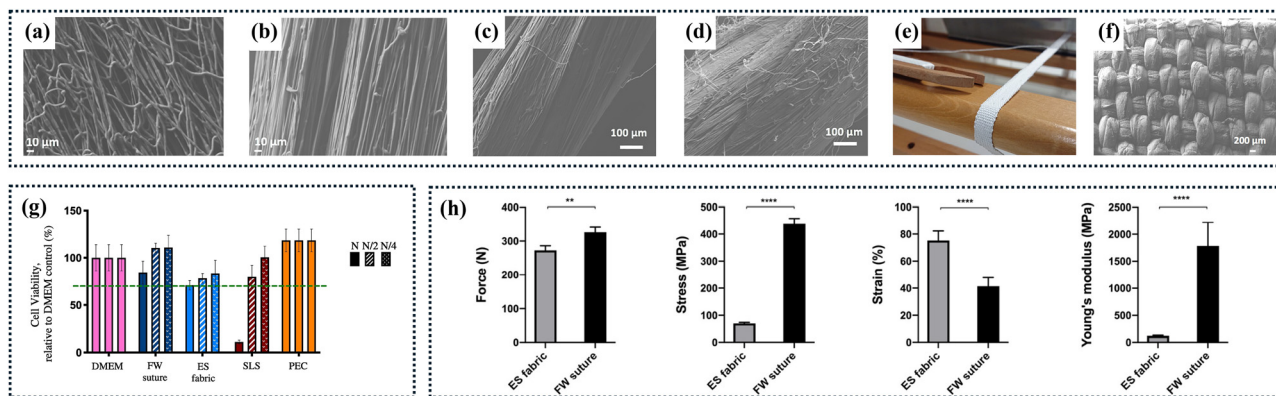 (a)
10 μm
(b)
10 μm
(c)
100 μm
(d)
100 μm
(e)
(f)
200 μm
(g)
Cell Viability,
relative to DMEM control (%)
150
100
50
0
DMEM
FW
suture
ES
fabric
SLS
PEC
N N/2 N/4
(h)
Force (N)
400
300
200
100
0
**
ES fabric
FW suture
Stress (MPa)
500
400
300
200
100
0
****
ES fabric
FW suture
Strain (%)
100
80
60
40
20
0
****
ES fabric
FW suture
Young's modulus (MPa)
2500
2000
1500
1000
500
0
****
ES fabric
FW suture